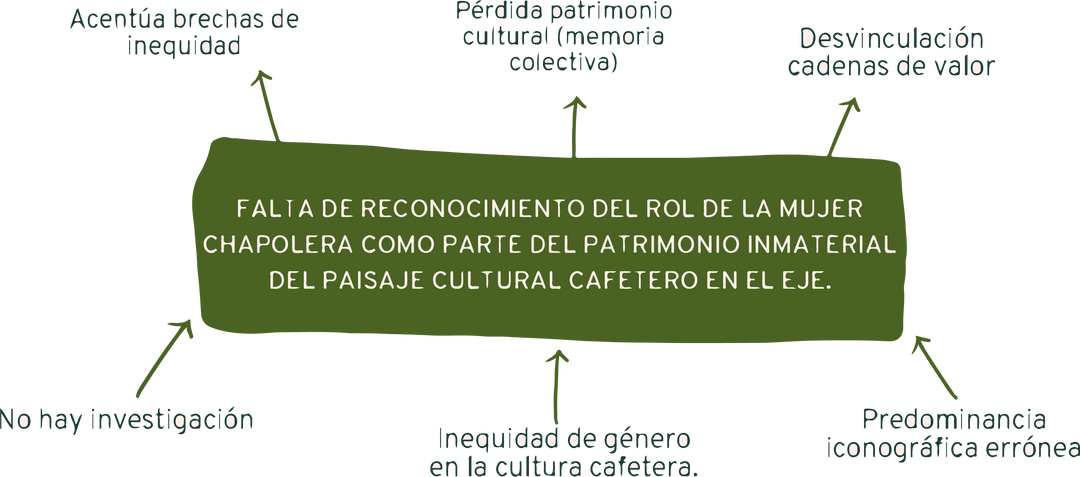 Acentúa brechas de
inequidad
Pérdida patrimonio
cultural (memoria
colectiva)
Desvinculación
cadenas de valor
FALTA DE RECONOCIMIENTO DEL ROL DE LA MUJER
CHAPOLERA COMO PARTE DEL PATRIMONIO INMATERIAL
DEL PAISAJE CULTURAL CAFETERO EN EL EJE.
No hay investigación
Inequidad de género
en la cultura cafetera.
Predominancia
iconográfica errónea